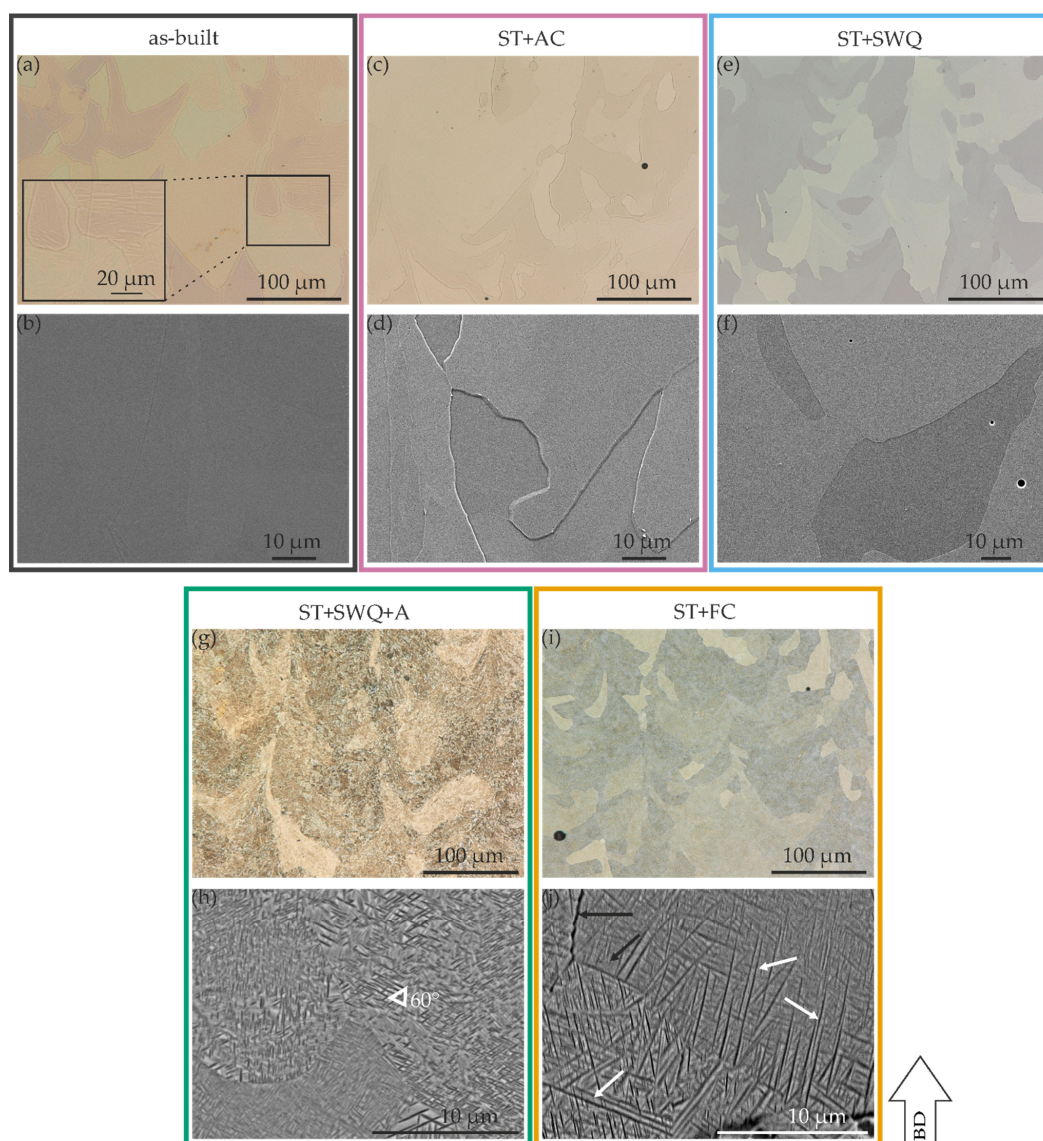 as-built
ST+AC
ST+SWQ
(a)
(c)
(e)
20 μm
100 μm
100 μm
100 μm
(b)
(d)
(f)
10 μm
10 μm
10 μm
ST+SWQ+A
ST+FC
(g)
(i)
100 μm
100 μm
(h)
(j)
60°
10 μm
10 μm
BD